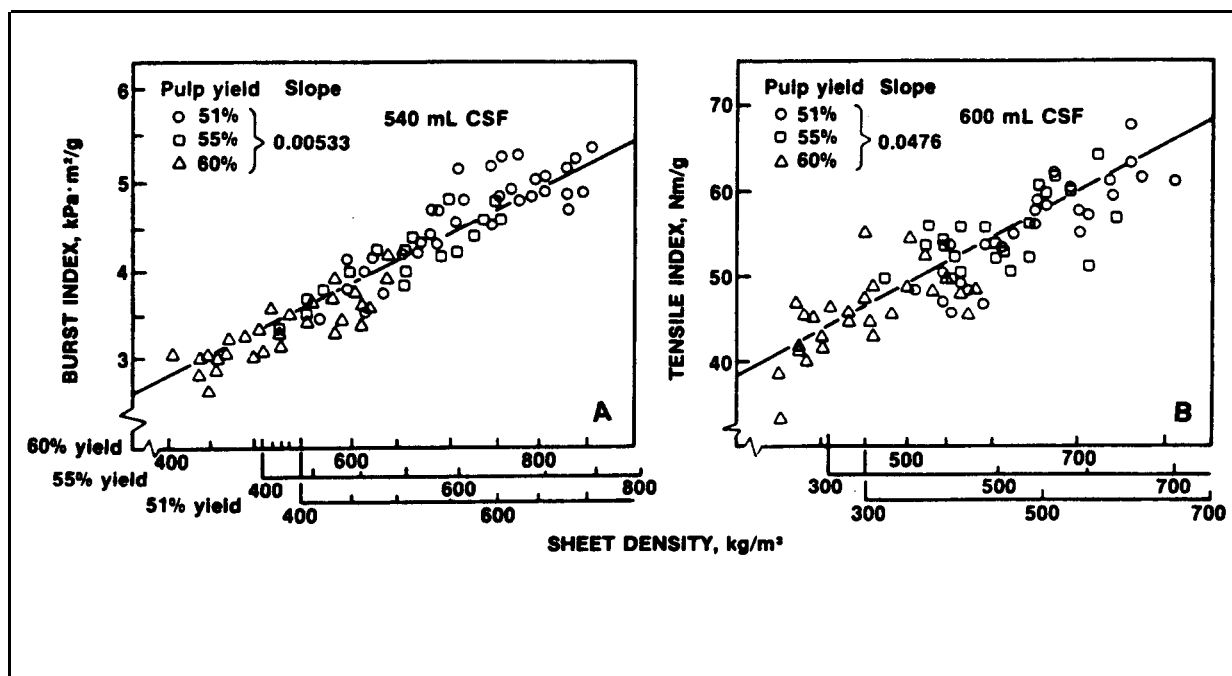 Pulp yield Slope
51%
55%
60%
0.00533
540 mL CSF
6
5
4
3
BURST INDEX, kPa·m²/g
A
60% yield
400 600 800
55% yield
400 600 800
51% yield
400 600
Pulp yield Slope
51%
55%
60%
0.0476
600 mL CSF
70
60
50
40
TENSILE INDEX, Nm/g
B
500 700
300 500 700
300 500 700
SHEET DENSITY, kg/m³